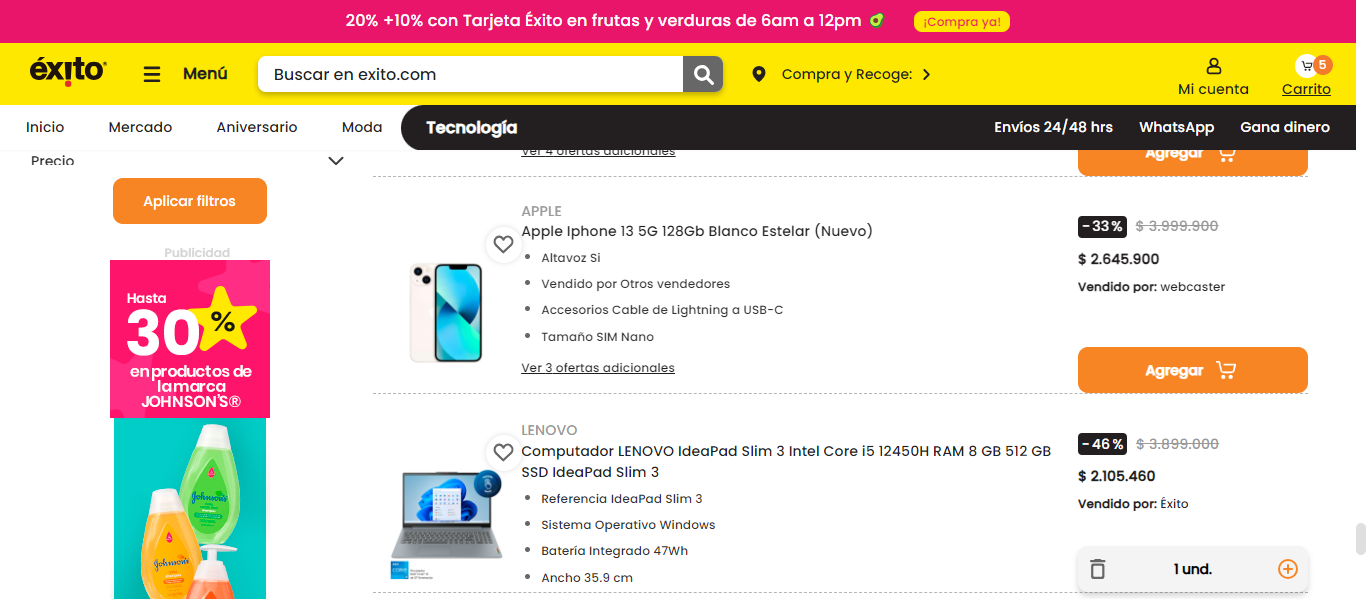 20% +10% con Tarjeta Éxito en frutas y verduras de 6am a 12pm
¡Compra ya!
éxito
Menú
Buscar en exito.com
Compra y Recoge:
Mi cuenta
5
Carrito
Inicio
Mercado
Aniversario
Moda
Tecnología
Envíos 24/48 hrs
WhatsApp
Gana dinero
Precio
Aplicar filtros
Publicidad
Hasta
30%
en productos de
la marca
JOHNSON'S®
Johnson's
Johnson's
Ver 4 ofertas adicionales
Agregar
APPLE
Apple Iphone 13 5G 128Gb Blanco Estelar (Nuevo)
Altavoz Si
Vendido por Otros vendedores
Accesorios Cable de Lightning a USB-C
Tamaño SIM Nano
Ver 3 ofertas adicionales
-33%
$ 3.999.900
$ 2.645.900
Vendido por: webcaster
Agregar
LENOVO
Computador LENOVO IdeaPad Slim 3 Intel Core i5 12450H RAM 8 GB 512 GB
SSD IdeaPad Slim 3
Referencia IdeaPad Slim 3
Sistema Operativo Windows
Batería Integrado 47Wh
Ancho 35.9 cm
-46%
$ 3.899.000
$ 2.105.460
Vendido por: Éxito
1 und.